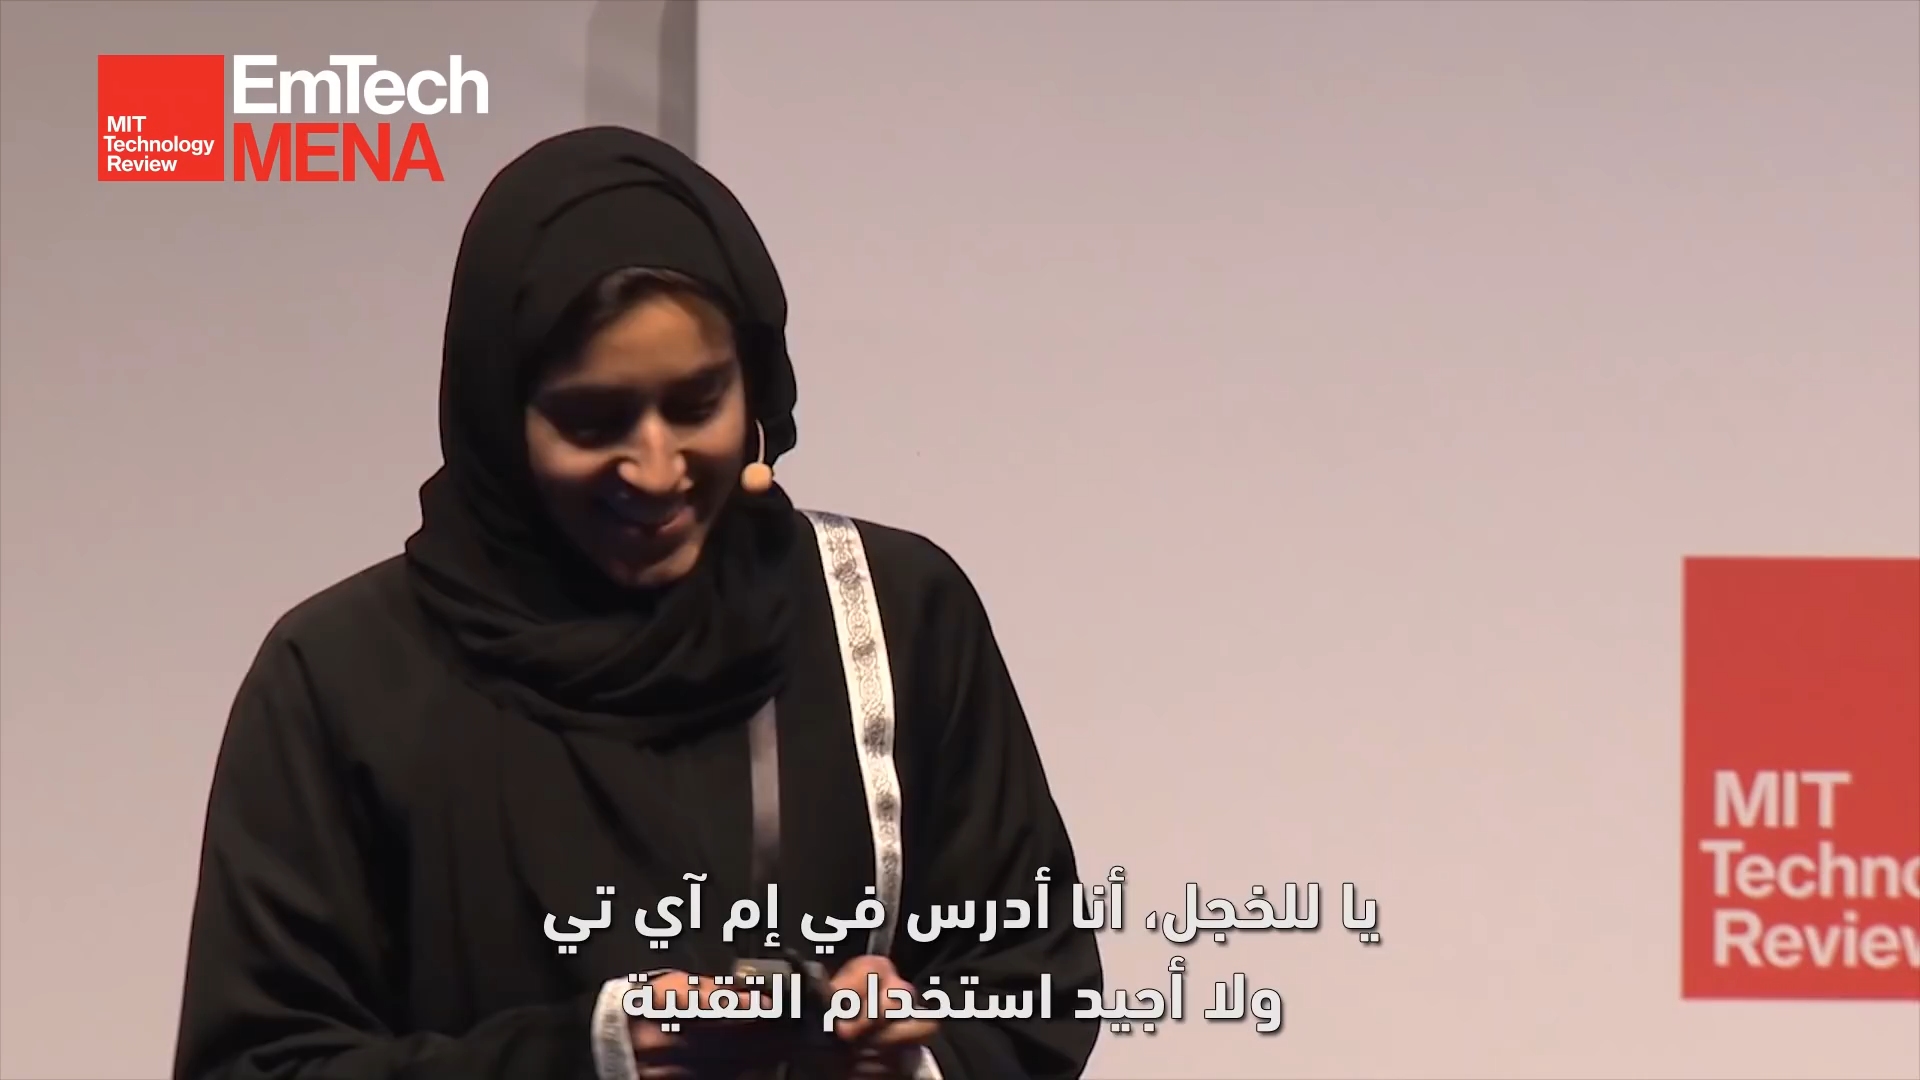 MIT
Technology
Review
EmTech
MENA
MIT
Techno
Review
يا للخجل، أنا أدرس في إم آي تي
ولا أجيد استخدام التقنية